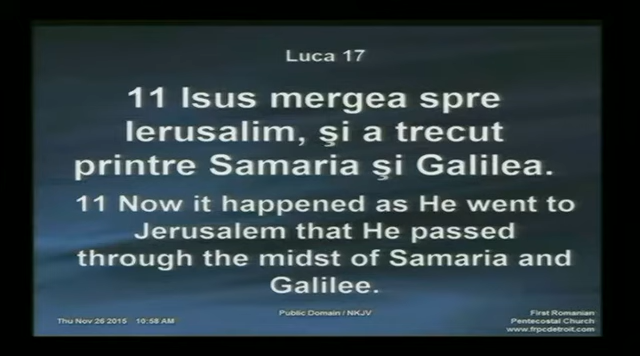 Luca 17
11 Isus mergea spre
Ierusalim, şi a trecut
printre Samaria şi Galilea.
11 Now it happened as He went to
Jerusalem that He passed
through the midst of Samaria and
Galilee.
Public Domain / NKJV
Thu Nov 26 2015 10:58 AM
First Romanian
Pentecostal Church
www.frpcdetroit.com